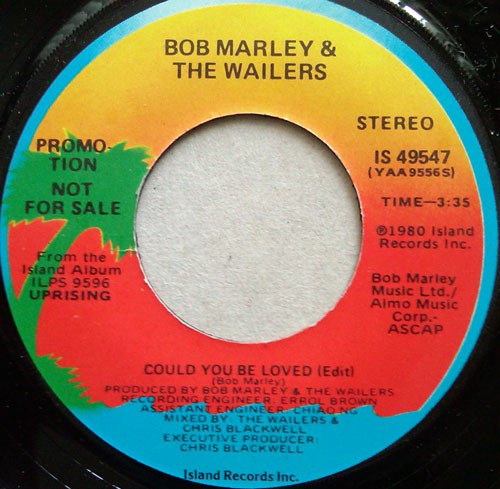 BOB MARLEY &
THE WAILERS
STEREO
PROMO-
TION
NOT
FOR SALE
IS 49547
(YAA9556S)
TIME—3:35
℗1980 Island
Records Inc.
From the
Island Album
ILPS 9596
UPRISING
Bob Marley
Music Ltd./
Almo Music
Corp.-
ASCAP
COULD YOU BE LOVED (Edit)
(Bob Marley)
PRODUCED BY BOB MARLEY & THE WAILERS
RECORDING ENGINEER: ERROL BROWN
ASSISTANT ENGINEER: CHIAO NG
MIXED BY: THE WAILERS &
CHRIS BLACKWELL
EXECUTIVE PRODUCER:
CHRIS BLACKWELL
Island Records Inc.